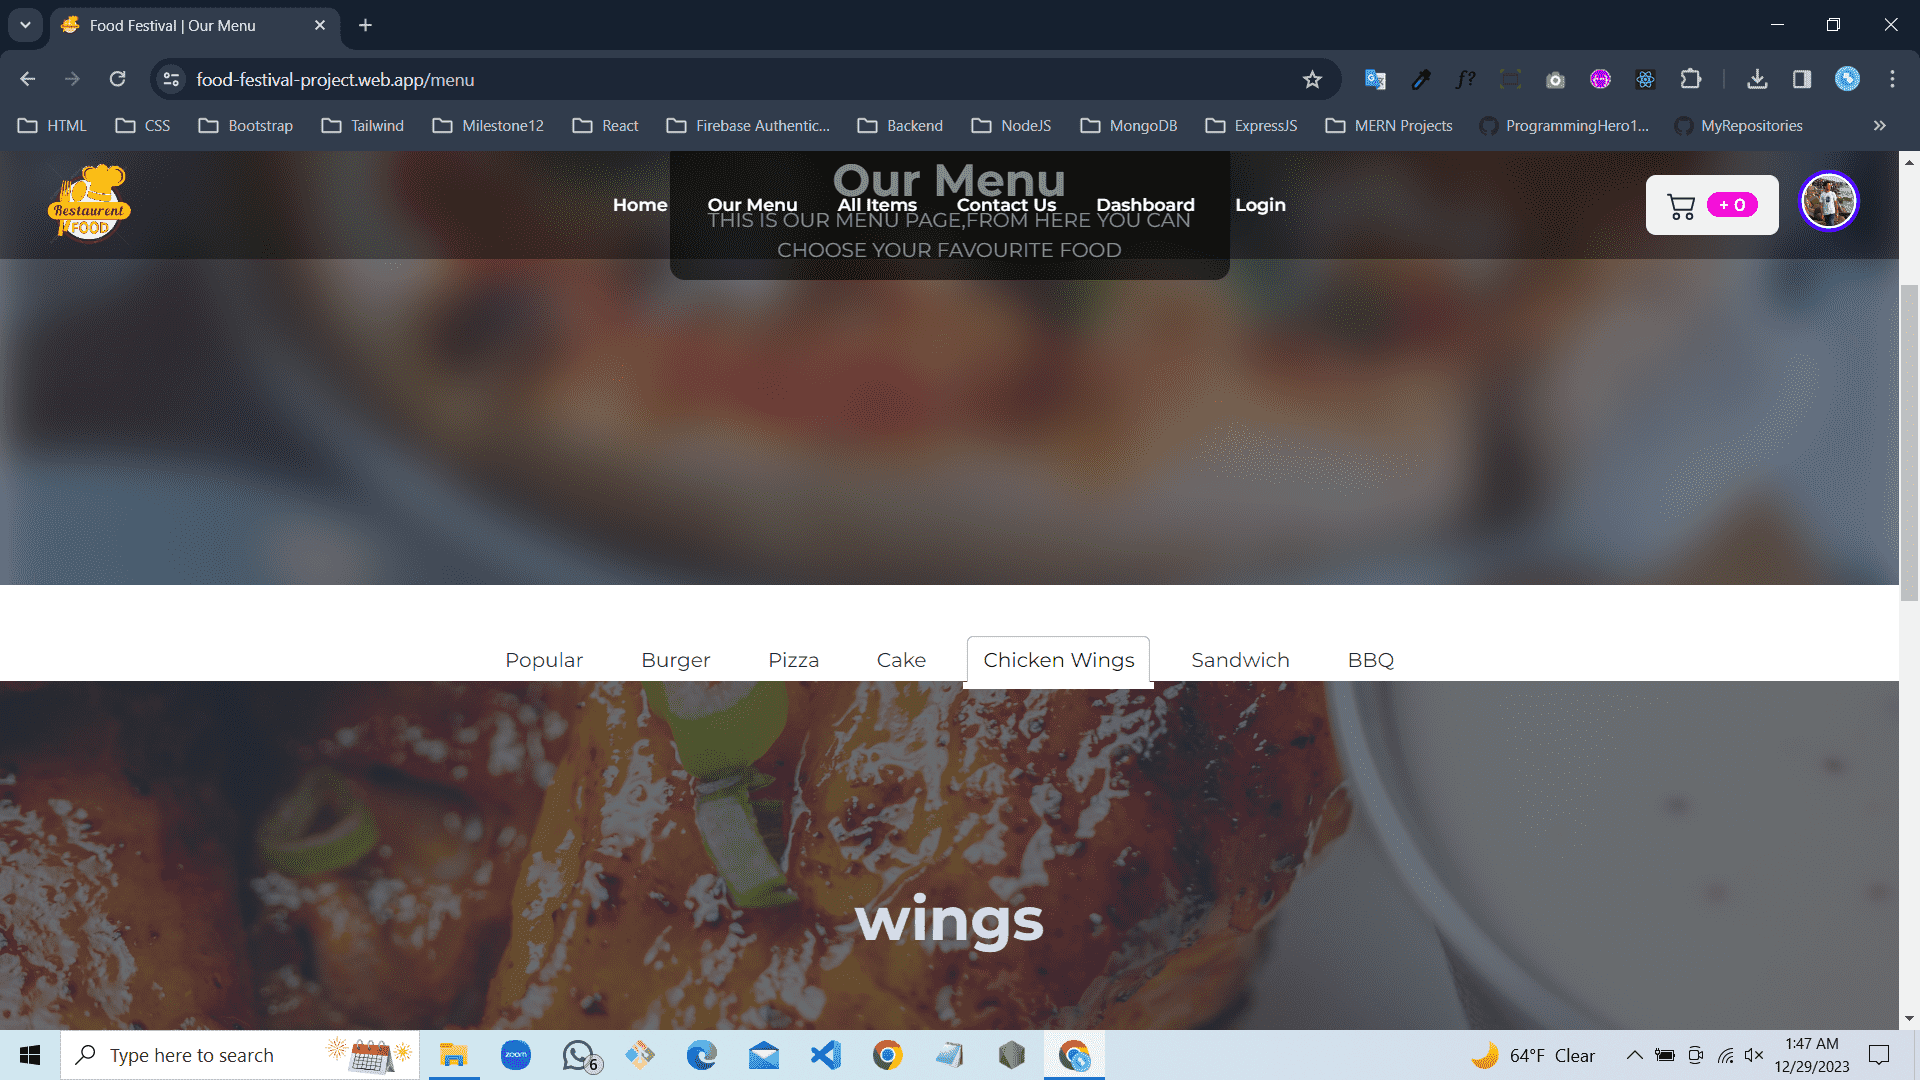 Food Festival | Our Menu
food-festival-project.web.app/menu
HTML CSS Bootstrap Tailwind Milestone12 React Firebase Authentic... Backend NodeJS MongoDB ExpressJS MERN Projects ProgrammingHero1... MyRepositories
Restaurent
FOOD
Our Menu
Home Our Menu All Items Contact Us Dashboard Login
+ 0
THIS IS OUR MENU PAGE,FROM HERE YOU CAN
CHOOSE YOUR FAVOURITE FOOD
Popular Burger Pizza Cake Chicken Wings Sandwich BBQ
wings
Type here to search
zoom
6
64°F Clear
1:47 AM
12/29/2023